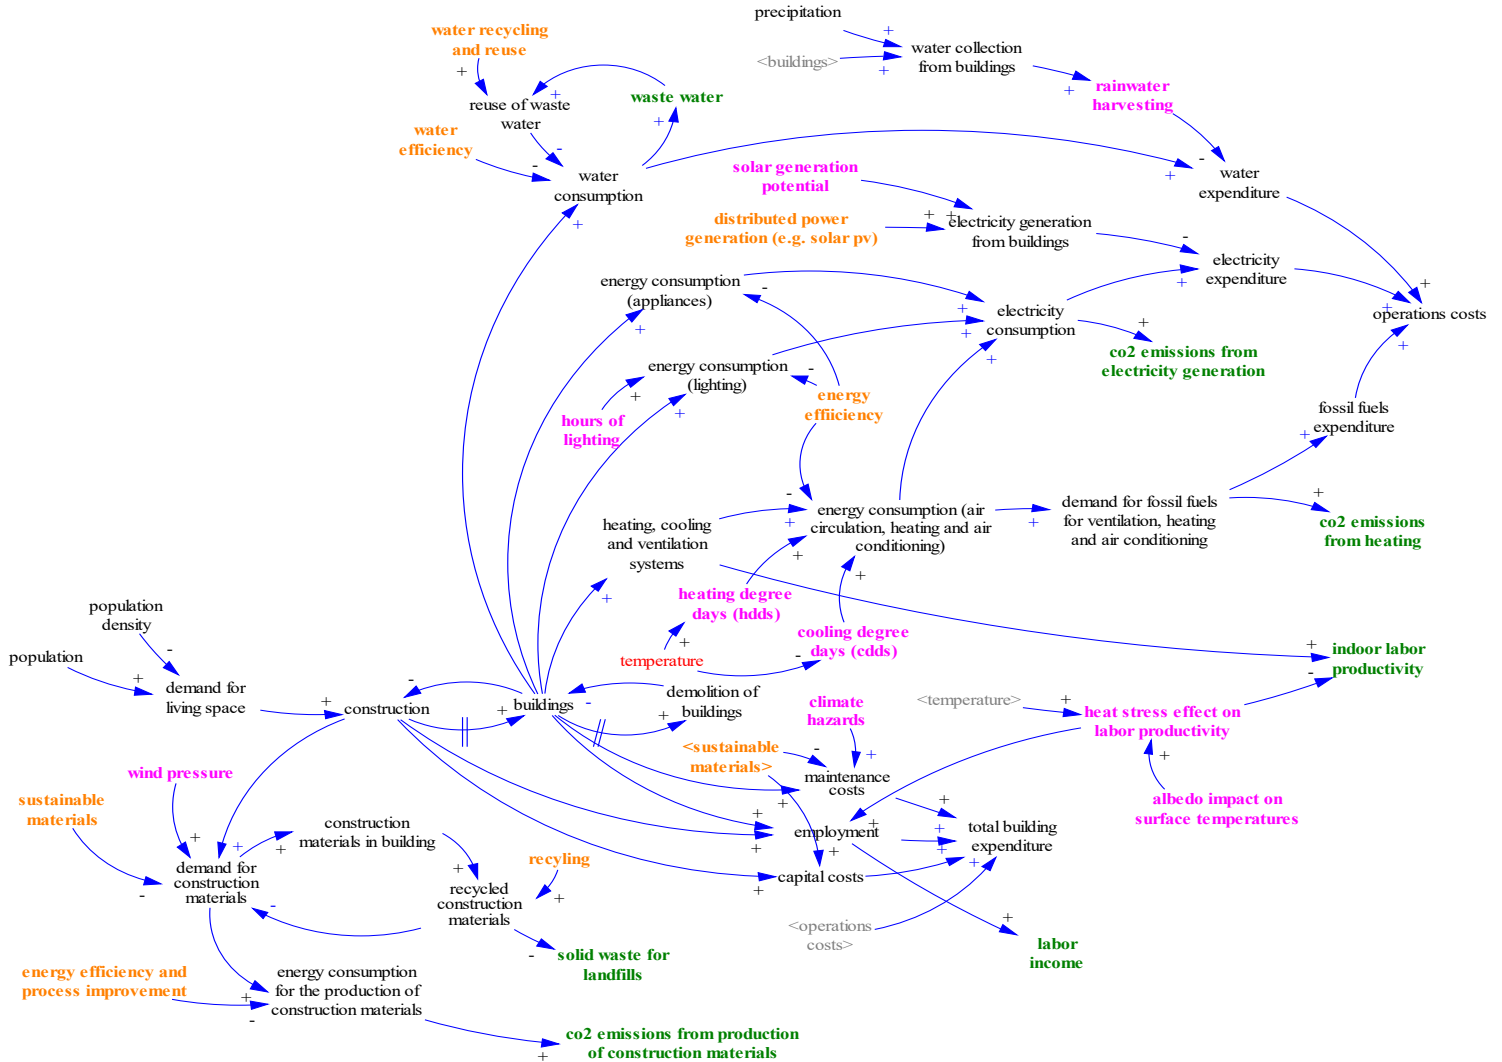 precipitation
water recycling
and reuse
<buildings>
water collection
from buildings
rainwater
harvesting
waste water
reuse of waste
water
water
efficiency
water
consumption
solar generation
potential
water
expenditure
distributed power
generation (e.g. solar pv)
electricity generation
from buildings
electricity
expenditure
energy consumption
(appliances)
electricity
consumption
operations costs
co2 emissions from
electricity generation
energy consumption
(lighting)
energy
effiiciency
hours of
lighting
fossil fuels
expenditure
heating, cooling
and ventilation
systems
energy consumption (air
circulation, heating and air
conditioning)
demand for fossil fuels
for ventilation, heating
and air conditioning
co2 emissions
from heating
heating degree
days (hdds)
cooling degree
days (cdds)
population
density
population
temperature
indoor labor
productivity
demand for
living space
construction
buildings
demolition of
buildings
climate
hazards
<temperature>
heat stress effect on
labor productivity
<sustainable
materials>
maintenance
costs
wind pressure
sustainable
materials
albedo impact on
surface temperatures
construction
materials in building
employment
total building
expenditure
demand for
construction
materials
recyling
recycled
construction
materials
capital costs
<operations
costs>
labor
income
solid waste for
landfills
energy efficiency and
process improvement
energy consumption
for the production of
construction materials
co2 emissions from production
of construction materials